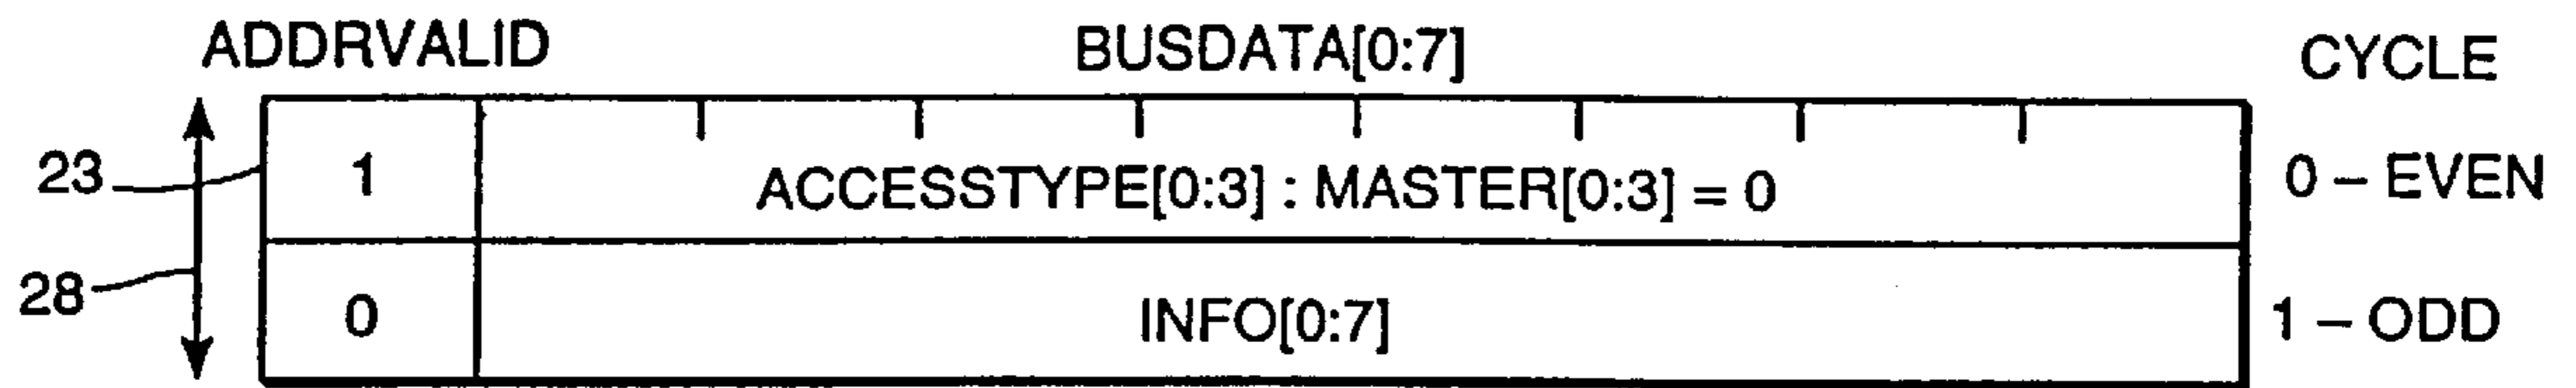 ADDRVALID BUSDATA[0:7] CYCLE
23 1 ACCESSTYPE[0:3] : MASTER[0:3] = 0 0 – EVEN
28 0 INFO[0:7] 1 – ODD